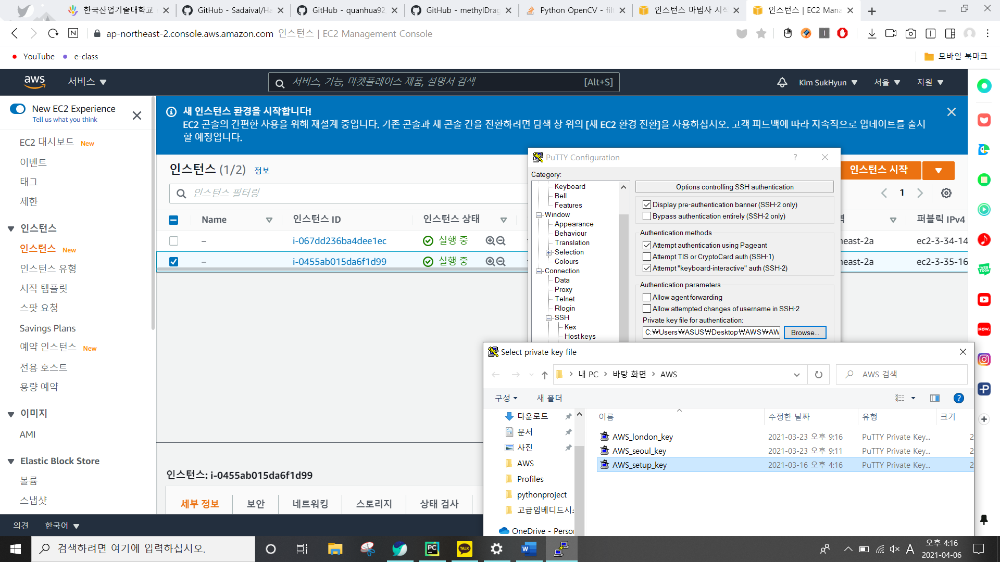 한국산업기술대학교
GitHub - Sadaival/Ha
GitHub - quanhua92
GitHub - methylDrag
Python OpenCV - filt
인스턴스 마법사 시작
인스턴스 | EC2 Mana
ap-northeast-2.console.aws.amazon.com 인스턴스 | EC2 Management Console
YouTube
e-class
모바일 북마크
aws
서비스
서비스, 기능, 마켓플레이스 제품, 설명서 검색
[Alt+S]
Kim SukHyun
서울
지원
New EC2 Experience
Tell us what you think
EC2 대시보드 New
이벤트
태그
제한
인스턴스
인스턴스 New
인스턴스 유형
시작 템플릿
스팟 요청
Savings Plans
예약 인스턴스 New
전용 호스트
용량 예약
이미지
AMI
Elastic Block Store
볼륨
스냅샷
새 인스턴스 환경을 시작합니다!
EC2 콘솔의 간편한 사용을 위해 재설계 중입니다. 기존 콘솔과 새 콘솔 간을 전환하려면 탐색 창 위의 [새 EC2 환경 전환]을 사용하십시오. 고객 피드백에 따라 지속적으로 업데이트를 출시
할 예정입니다.
인스턴스 (1/2) 정보
인스턴스 시작
인스턴스 필터링
1
Name
인스턴스 ID
인스턴스 상태
역
퍼블릭 IPv4
–
i-067dd236ba4dee1ec
실행 중
neast-2a
ec2-3-34-14
–
i-0455ab015da6f1d99
실행 중
neast-2a
ec2-3-35-16
인스턴스: i-0455ab015da6f1d99
세부 정보
보안
네트워킹
스토리지
상태 검사
PuTTY Configuration
?
Category:
Keyboard
Bell
Features
Window
Appearance
Behaviour
Translation
Selection
Colours
Connection
Data
Proxy
Telnet
Rlogin
SSH
Kex
Host keys
Options controlling SSH authentication
Display pre-authentication banner (SSH-2 only)
Bypass authentication entirely (SSH-2 only)
Authentication methods
Attempt authentication using Pageant
Attempt TIS or CryptoCard auth (SSH-1)
Attempt "keyboard-interactive" auth (SSH-2)
Authentication parameters
Allow agent forwarding
Allow attempted changes of username in SSH-2
Private key file for authentication:
C:₩Users₩ASUS₩Desktop₩AWS₩AW
Browse...
Select private key file
내 PC
바탕 화면
AWS
AWS 검색
구성
새 폴더
다운로드
문서
사진
AWS
Profiles
pythonproject
고급임베디드시스
OneDrive - Person
이름
수정한 날짜
유형
크기
AWS_london_key
2021-03-23 오후 9:16
PuTTY Private Key...
2
AWS_seoul_key
2021-03-23 오후 9:11
PuTTY Private Key...
2
AWS_setup_key
2021-03-16 오후 4:16
PuTTY Private Key...
2
WEB
TOON
NOW.
의견
한국어
검색하려면 여기에 입력하십시오.
PC
TALK
A
오후 4:16
2021-04-06